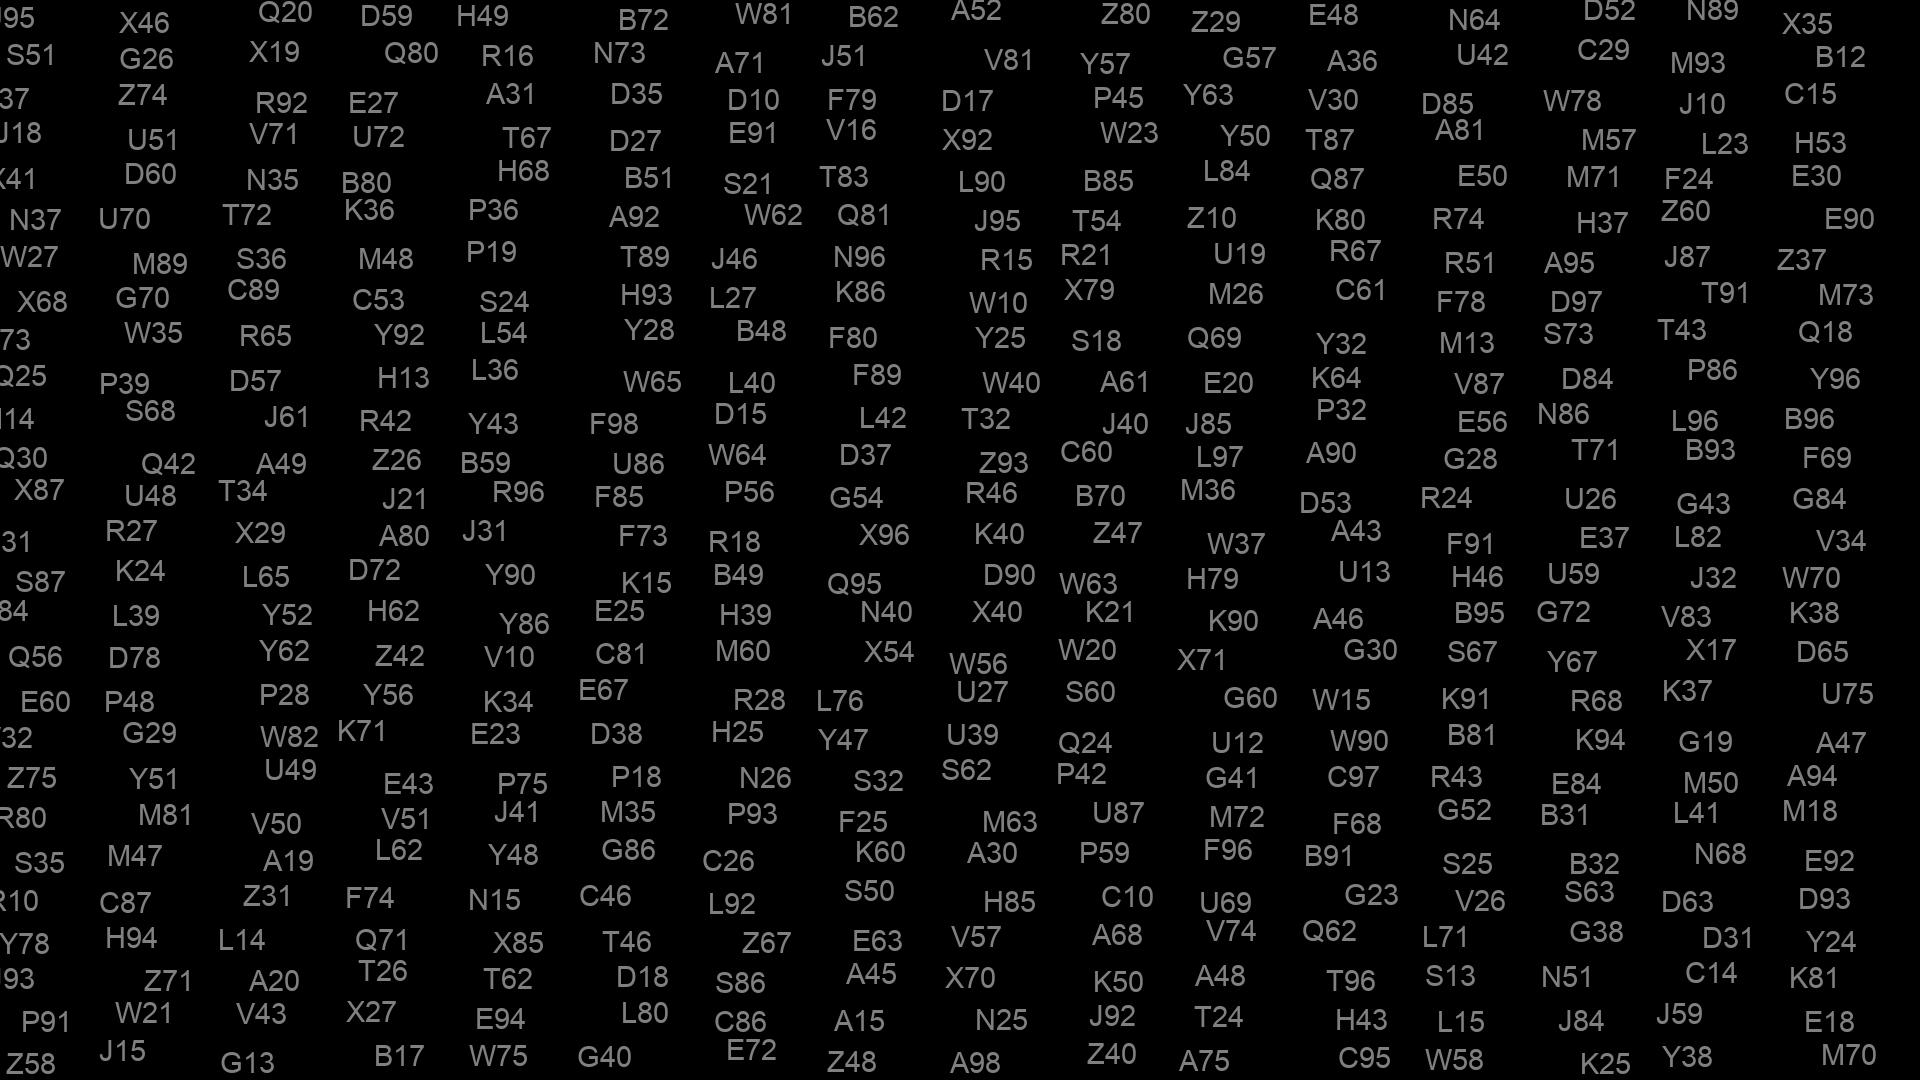 X46 Q20 D59 H49 B72 W81 B62 A52 Z80 Z29 E48 N64 D52 N89 X35
S51 G26 X19 Q80 R16 N73 A71 J51 V81 Y57 G57 A36 U42 C29 M93 B12
37 Z74 R92 E27 A31 D35 D10 F79 D17 P45 Y63 V30 D85 W78 J10 C15
J18 U51 V71 U72 T67 D27 E91 V16 X92 W23 Y50 T87 A81 M57 L23 H53
X41 D60 N35 B80 H68 B51 S21 T83 L90 B85 L84 Q87 E50 M71 F24 E30
N37 U70 T72 K36 P36 A92 W62 Q81 J95 T54 Z10 K80 R74 H37 Z60 E90
W27 M89 S36 M48 P19 T89 J46 N96 R15 R21 U19 R67 R51 A95 J87 Z37
X68 G70 C89 C53 S24 H93 L27 K86 W10 X79 M26 C61 F78 D97 T91 M73
73 W35 R65 Y92 L54 Y28 B48 F80 Y25 S18 Q69 Y32 M13 S73 T43 Q18
Q25 P39 D57 H13 L36 W65 L40 F89 W40 A61 E20 K64 V87 D84 P86 Y96
14 S68 J61 R42 Y43 F98 D15 L42 T32 J40 J85 P32 E56 N86 L96 B96
Q30 Q42 A49 Z26 B59 U86 W64 D37 Z93 C60 L97 A90 G28 T71 B93 F69
X87 U48 T34 J21 R96 F85 P56 G54 R46 B70 M36 D53 R24 U26 G43 G84
31 R27 X29 A80 J31 F73 R18 X96 K40 Z47 W37 A43 F91 E37 L82 V34
S87 K24 L65 D72 Y90 K15 B49 Q95 D90 W63 H79 U13 H46 U59 J32 W70
84 L39 Y52 H62 Y86 E25 H39 N40 X40 K21 K90 A46 B95 G72 V83 K38
Q56 D78 Y62 Z42 V10 C81 M60 X54 W56 W20 X71 G30 S67 Y67 X17 D65
E60 P48 P28 Y56 K34 E67 R28 L76 U27 S60 G60 W15 K91 R68 K37 U75
32 G29 W82 K71 E23 D38 H25 Y47 U39 Q24 U12 W90 B81 K94 G19 A47
Z75 Y51 U49 E43 P75 P18 N26 S32 S62 P42 G41 C97 R43 E84 M50 A94
R80 M81 V50 V51 J41 M35 P93 F25 M63 U87 M72 F68 G52 B31 L41 M18
S35 M47 A19 L62 Y48 G86 C26 K60 A30 P59 F96 B91 S25 B32 N68 E92
R10 C87 Z31 F74 N15 C46 L92 S50 H85 C10 U69 G23 V26 S63 D63 D93
Y78 H94 L14 Q71 X85 T46 Z67 E63 V57 A68 V74 Q62 L71 G38 D31 Y24
93 Z71 A20 T26 T62 D18 S86 A45 X70 K50 A48 T96 S13 N51 C14 K81
P91 W21 V43 X27 E94 L80 C86 A15 N25 J92 T24 H43 L15 J84 J59 E18
Z58 J15 G13 B17 W75 G40 E72 Z48 A98 Z40 A75 C95 W58 K25 Y38 M70